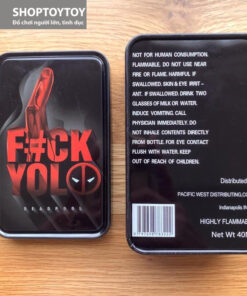 SHOPTOYTOY
Đồ chơi người lớn, tình dục
F#CK
YOLO
DEADPOOL
NOT FOR HUMAN CONSUMPTION.
FLAMMABLE. DO NOT USE NEAR
FIRE OR FLAME. HARMFUL IF
SWALLOWED. SKIN & EYE IRRIT -
ANT. IF SWALLOWED. DRINK TWO
GLASSES OF MILK OR WATER.
INDUCE VOMITING. CALL
PHYSICIAN IMMEDIATELY. DO
NOT INHALE CONTENTS DIRECTLY
FROM BOTTLE. FOR EYE CONTACT
FLUSH WITH WATER. KEEP
OUT OF REACH OF CHILDREN.
Distributed
PACIFIC WEST DISTRIBUTING,
Indianapolis
HIGHLY FLAMMA
Net Wt 40